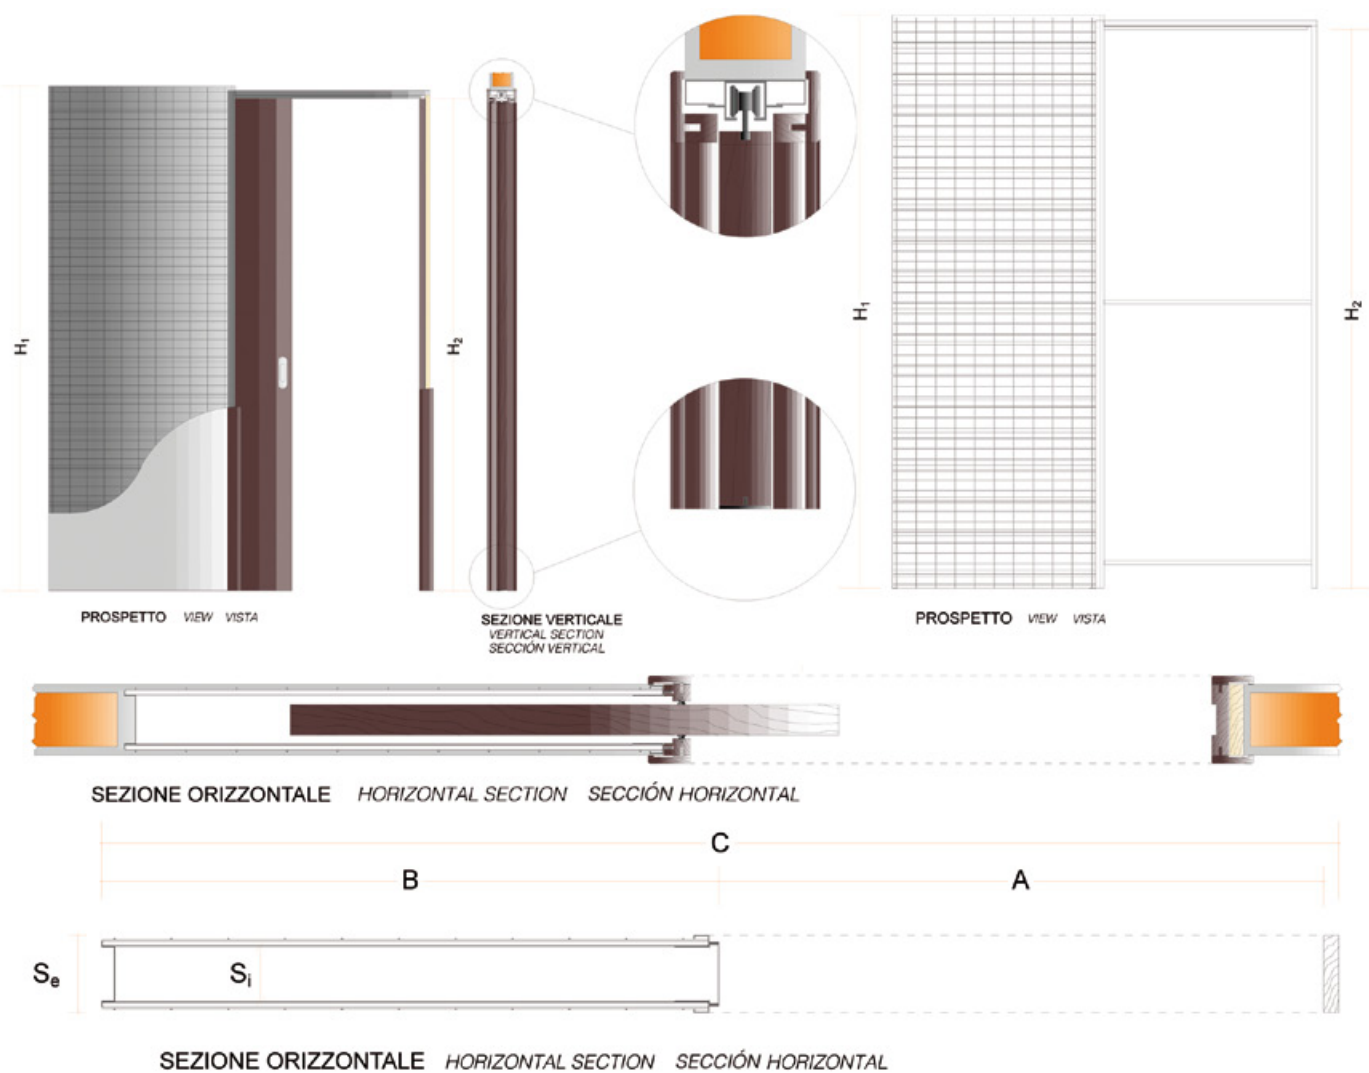 H₁
H₂
H₁
H₂
PROSPETTO VIEW VISTA
SEZIONE VERTICALE
VERTICAL SECTION
SECCIÓN VERTICAL
PROSPETTO VIEW VISTA
SEZIONE ORIZZONTALE HORIZONTAL SECTION SECCIÓN HORIZONTAL
C
B A
Sₑ Sᵢ
SEZIONE ORIZZONTALE HORIZONTAL SECTION SECCIÓN HORIZONTAL